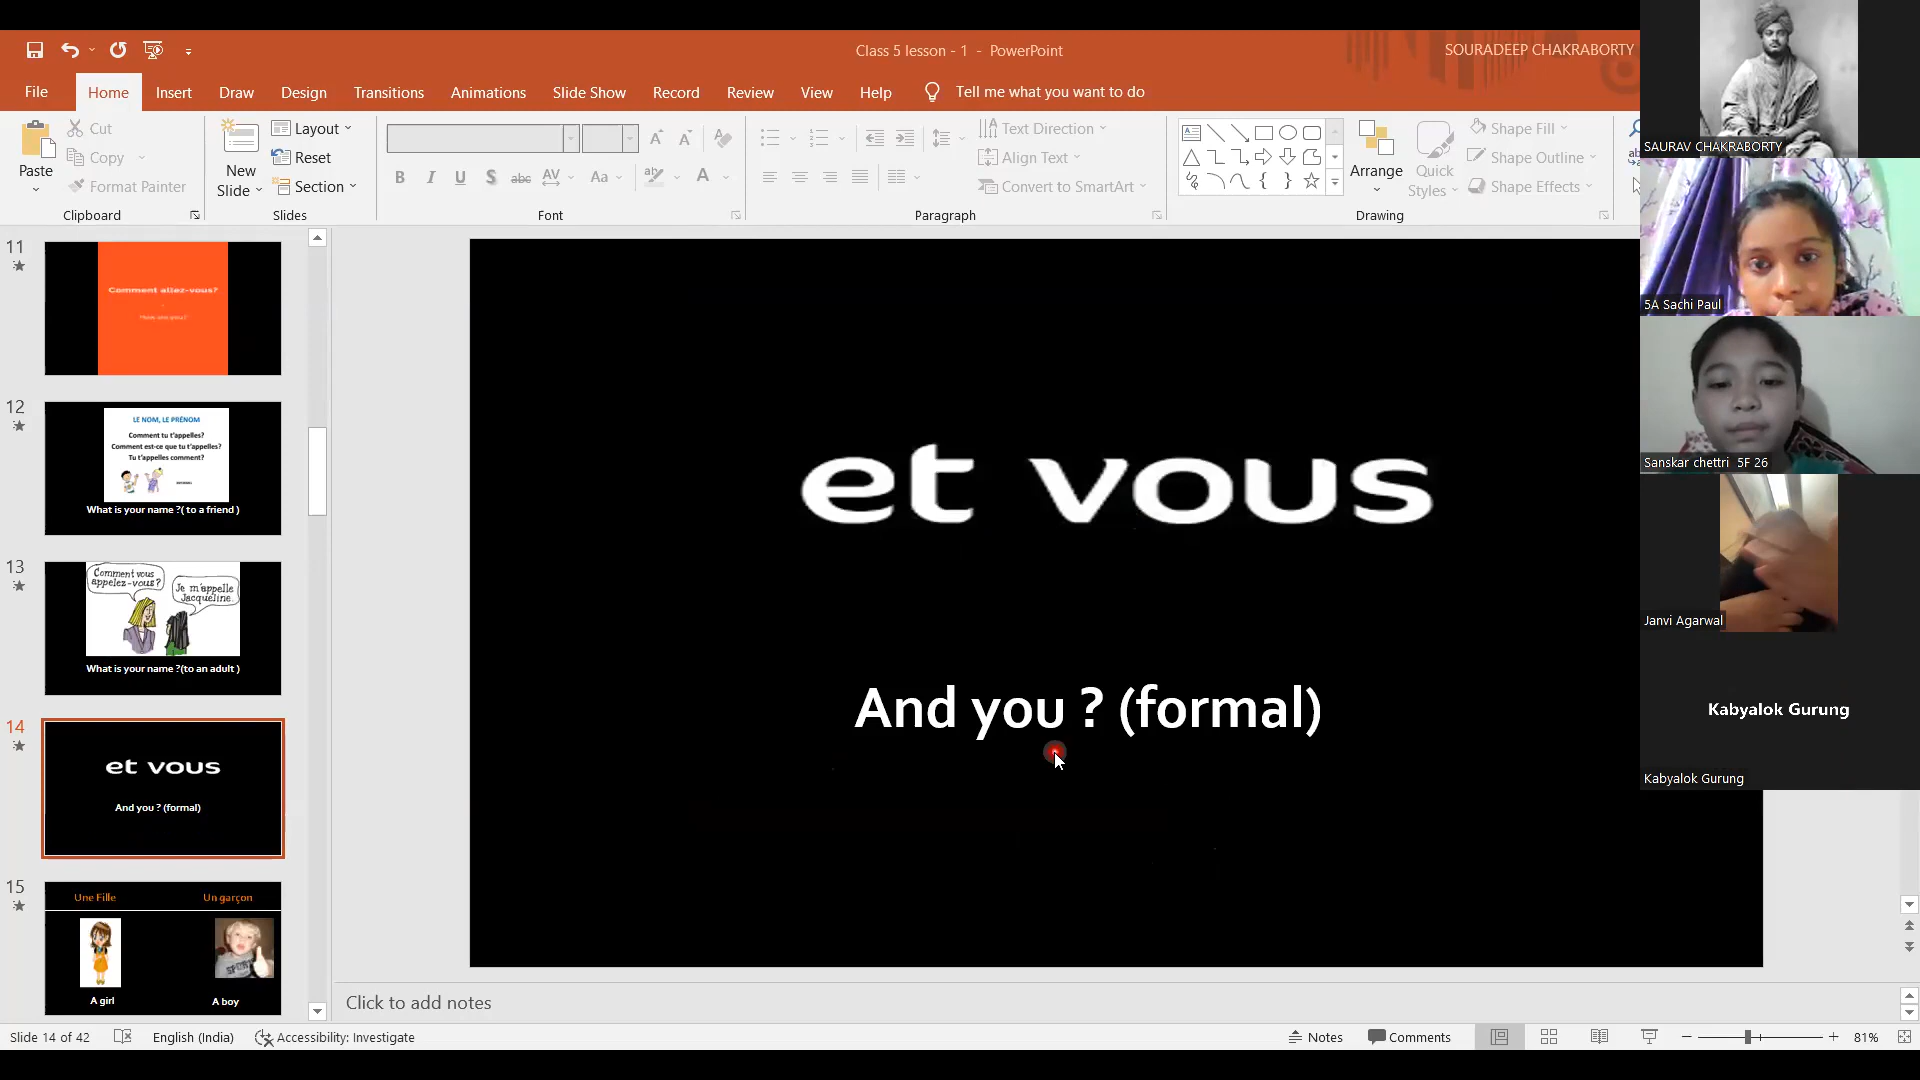 Class 5 lesson - 1 - PowerPoint
SOURADEEP CHAKRABORTY
File Home Insert Draw Design Transitions Animations Slide Show Record Review View Help Tell me what you want to do
Paste
Cut
Copy
Format Painter
Clipboard
New Slide
Layout
Reset
Section
Slides
B I U S abc AV Aa A
Font
Text Direction
Align Text
Convert to SmartArt
Paragraph
Arrange
Quick Styles
Shape Fill
Shape Outline
Shape Effects
Drawing
11
Comment allez-vous?
How are you?
12
LE NOM, LE PRÉNOM
Comment tu t'appelles?
Comment est-ce que tu t'appelles?
Tu t'appelles comment?
What is your name ?( to a friend )
13
Comment vous appelez-vous?
Je m'appelle Jacqueline.
What is your name ?(to an adult )
14
et vous
And you ? (formal)
15
Une Fille
Un garçon
SPORT
A girl
A boy
et vous
And you ? (formal)
Click to add notes
Slide 14 of 42
English (India)
Accessibility: Investigate
Notes
Comments
81%
SAURAV CHAKRABORTY
5A Sachi Paul
Sanskar chettri 5F 26
Janvi Agarwal
Kabyalok Gurung
Kabyalok Gurung